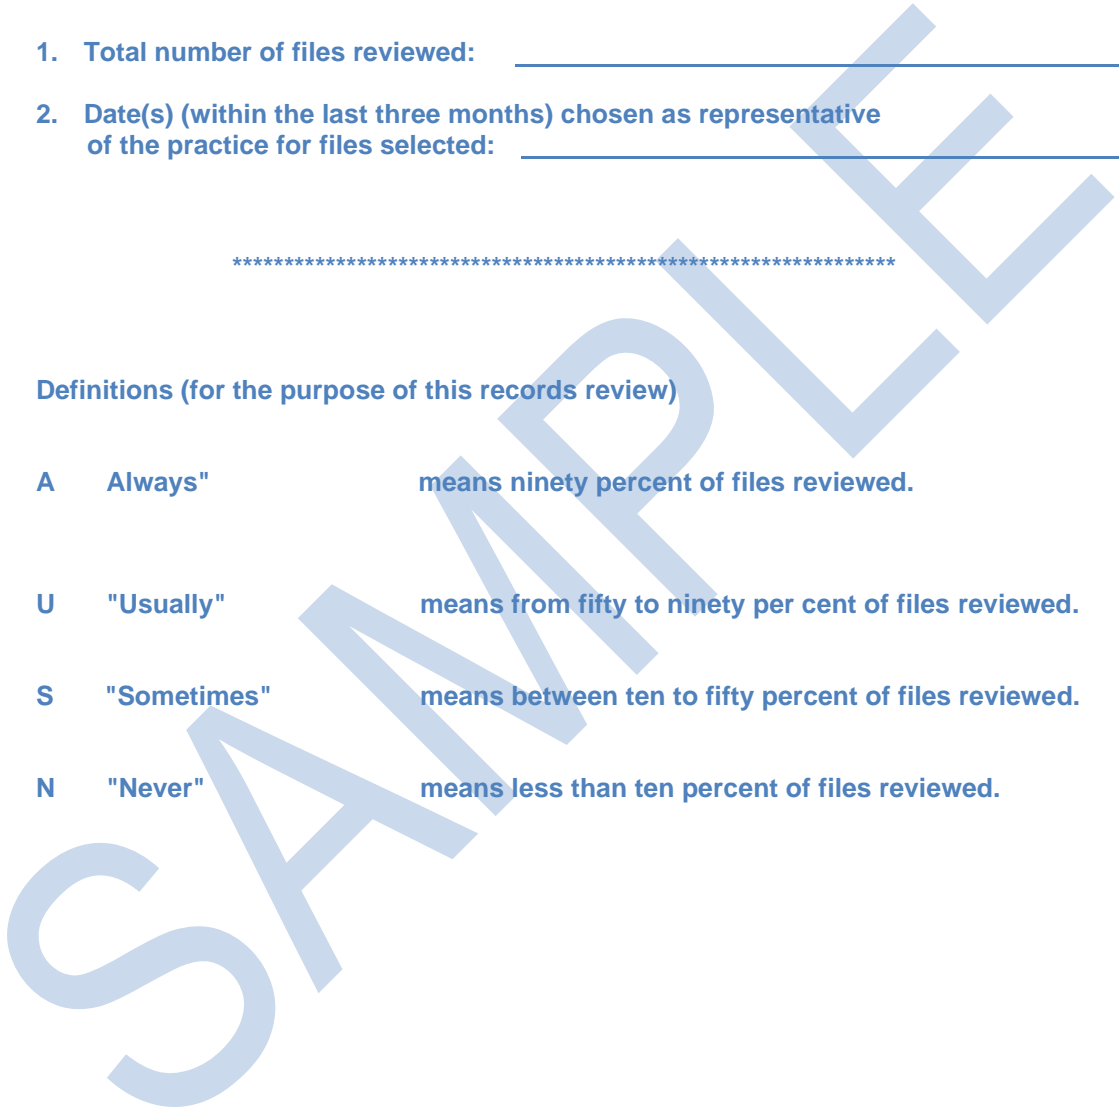 1. Total number of files reviewed:
2. Date(s) (within the last three months) chosen as representative
of the practice for files selected:
****************************************************************
Definitions (for the purpose of this records review)
A Always" means ninety percent of files reviewed.
U "Usually" means from fifty to ninety per cent of files reviewed.
S "Sometimes" means between ten to fifty percent of files reviewed.
N "Never" means less than ten percent of files reviewed.
SAMPLE